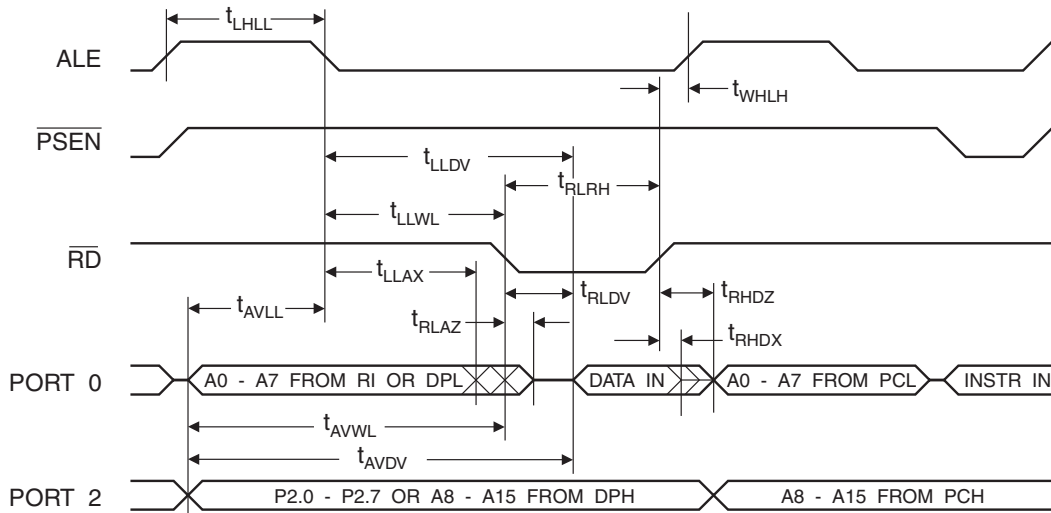 tLHLL
ALE
tWHLH
PSEN
tLLDV
tRLRH
tLLWL
RD
tLLAX
tRLDV
tRHDZ
tAVLL
tRLAZ
tRHDX
PORT 0
A0 - A7 FROM RI OR DPL
DATA IN
A0 - A7 FROM PCL
INSTR IN
tAVWL
tAVDV
PORT 2
P2.0 - P2.7 OR A8 - A15 FROM DPH
A8 - A15 FROM PCH